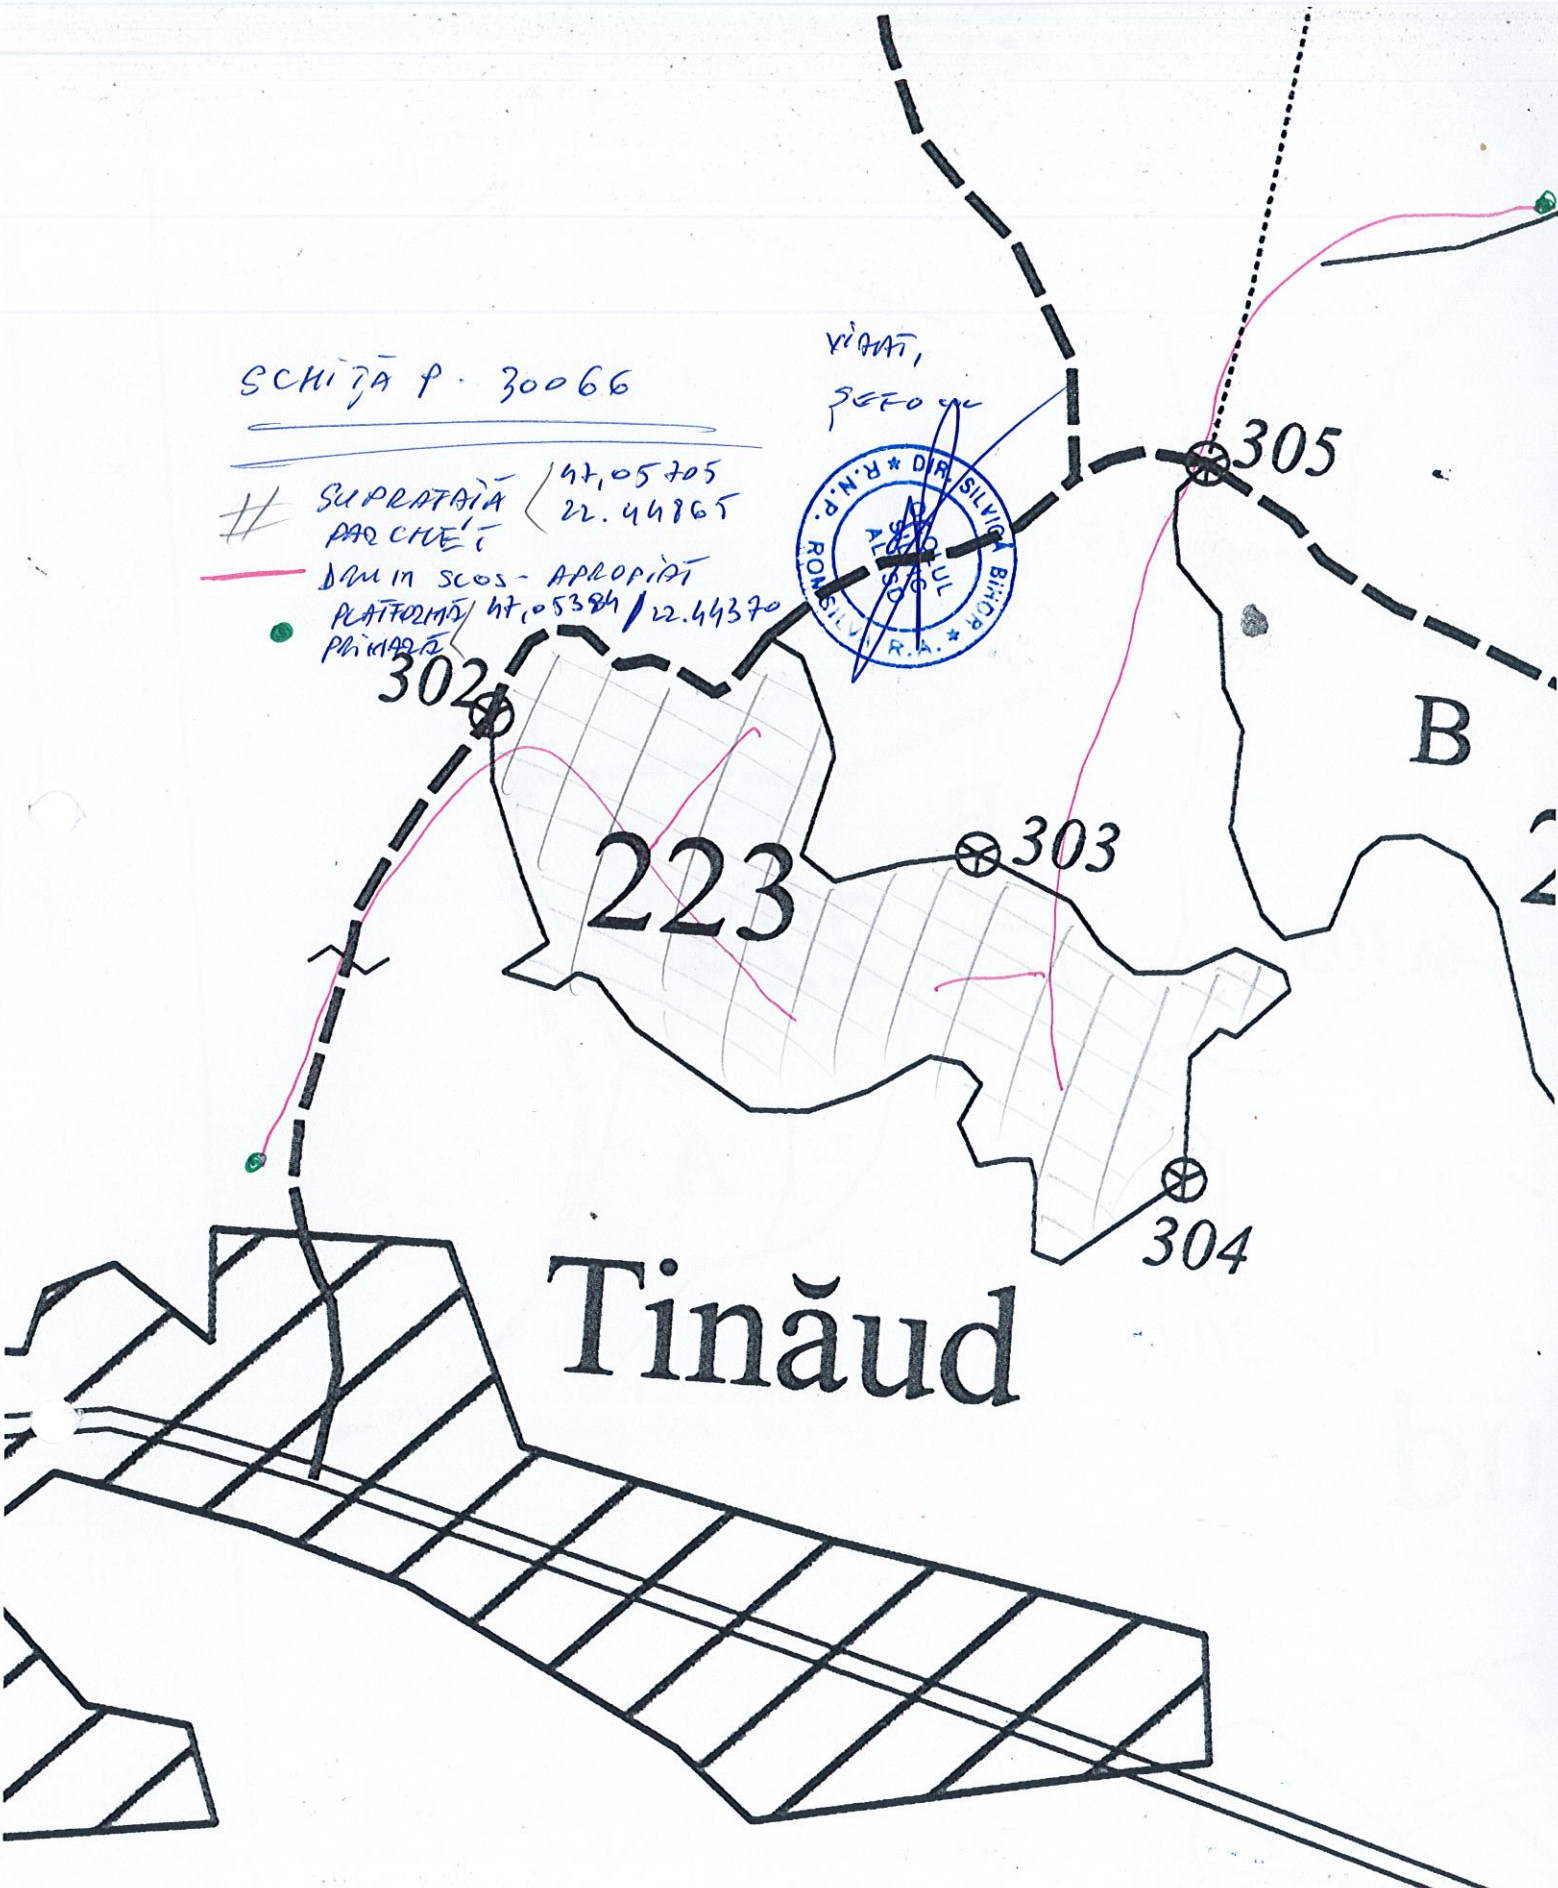 SCHIȚĂ P. 30066
VIZAT,
ȘEF O
SUPRAFAȚĂ
PARCHET
47,05705
22.44865
DRUM SCOS-APROPIAT
PLATFORMĂ
PRIMARĂ
47,05384 / 22.44370
R.N.P. ROMSILVA R.A. * DIR. SILVICĂ BIHOR *
OCOLUL
SILVIC
ALEȘD
305
302
B
303
223
2
304
Tinăud